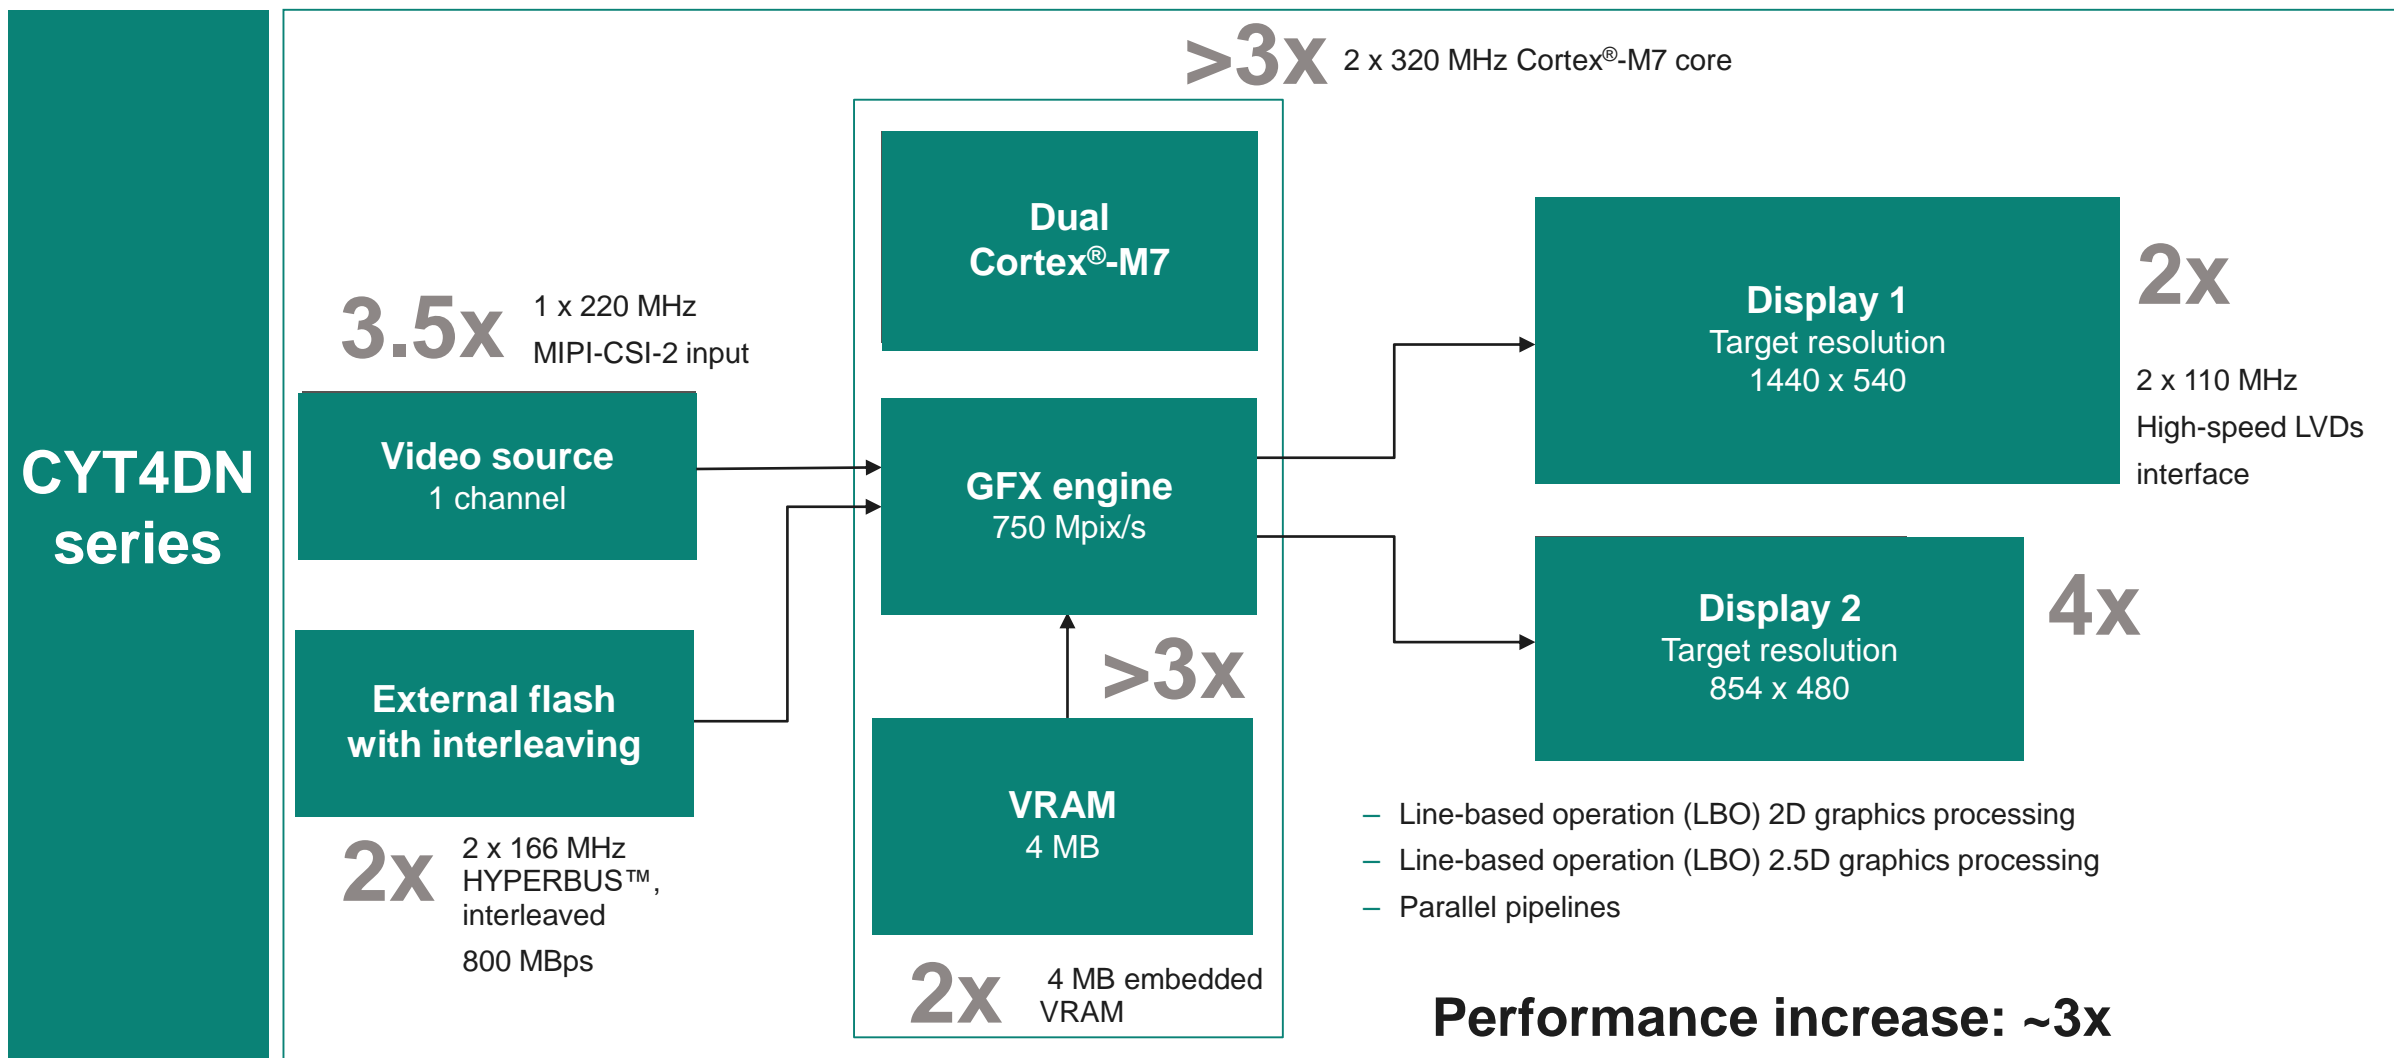 CYT4DN
series
>3x
2 x 320 MHz Cortex®-M7 core
Dual
Cortex®-M7
3.5x
1 x 220 MHz
MIPI-CSI-2 input
Video source
1 channel
External flash
with interleaving
2x
2 x 166 MHz
HYPERBUS™,
interleaved
800 MBps
GFX engine
750 Mpix/s
>3x
VRAM
4 MB
2x
4 MB embedded
VRAM
Display 1
Target resolution
1440 x 540
2x
2 x 110 MHz
High-speed LVDs
interface
Display 2
Target resolution
854 x 480
4x
– Line-based operation (LBO) 2D graphics processing
– Line-based operation (LBO) 2.5D graphics processing
– Parallel pipelines
Performance increase: ~3x